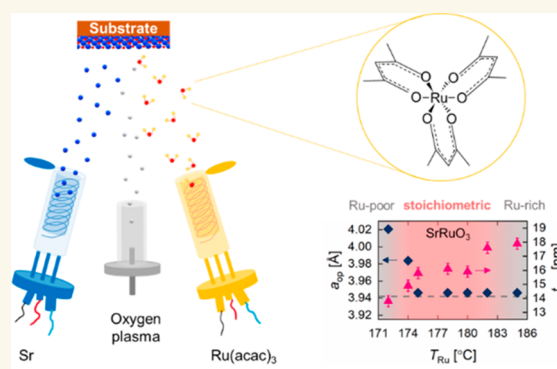 Substrate
O
O
O
Ru
O
O
O
Sr
Oxygen
plasma
Ru(acac)3
Ru-poor stoichiometric Ru-rich
SrRuO3
aop [Å]
4.02
4.00
3.98
3.96
3.94
3.92
19
18
17
16
15
14
13
[nm]
171 174 177 180 183 186
TRu [°C]